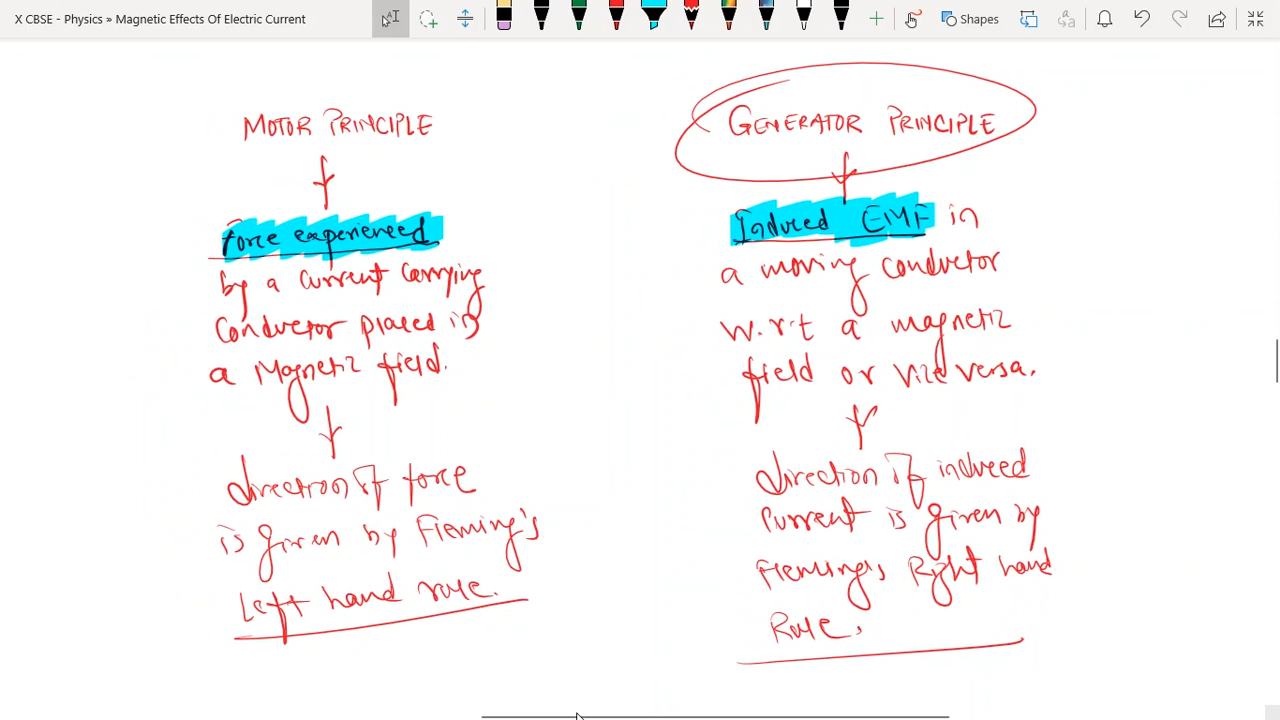 X CBSE - Physics » Magnetic Effects Of Electric Current
Shapes
MOTOR PRINCIPLE
Force experienced
by a current carrying
conductor placed in
a Magnetic field.
direction of force
is given by Fleming's
Left hand rule.
GENERATOR PRINCIPLE
Induced EMF in
a moving conductor
w.r.t a magnetic
field or vice versa.
direction of induced
current is given by
Fleming's Right hand
Rule.